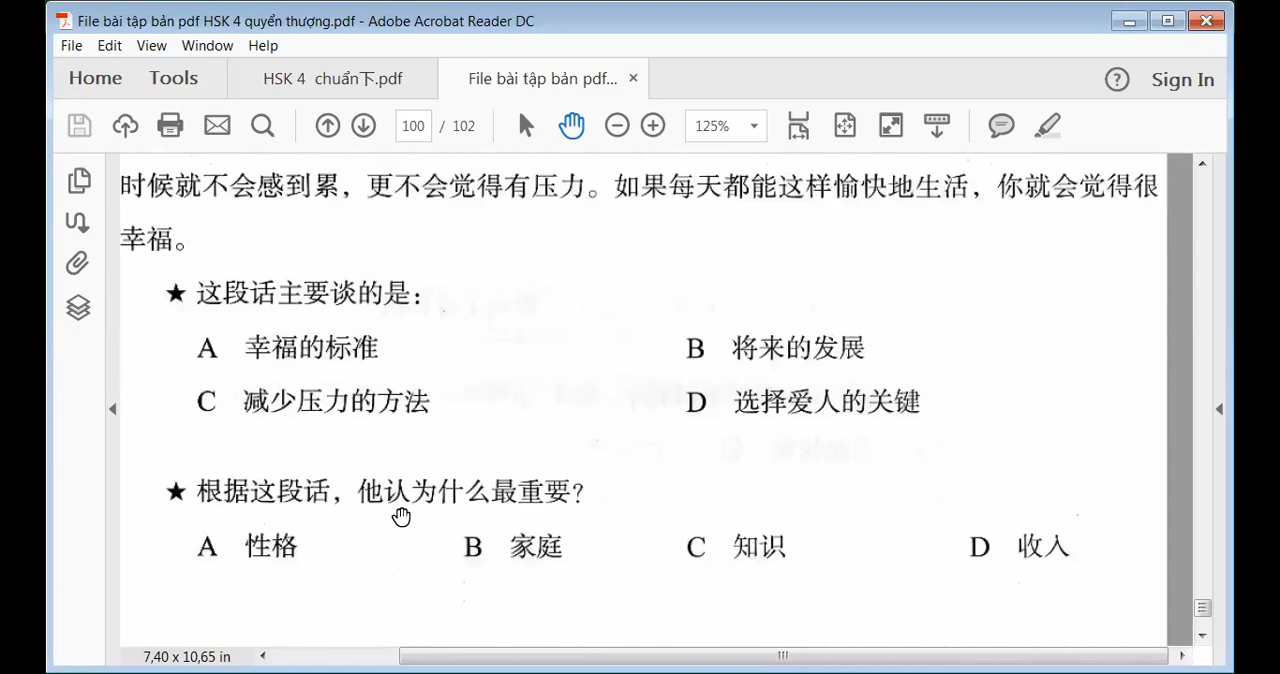 File bài tập bản pdf HSK 4 quyển thượng.pdf - Adobe Acrobat Reader DC
File Edit View Window Help
Home Tools HSK 4 chuẩn下.pdf File bài tập bản pdf... × ? Sign In
100 / 102 125%
时候就不会感到累，更不会觉得有压力。如果每天都能这样愉快地生活，你就会觉得很
幸福。
★ 这段话主要谈的是：
A 幸福的标准 B 将来的发展
C 减少压力的方法 D 选择爱人的关键
★ 根据这段话，他认为什么最重要？
A 性格 B 家庭 C 知识 D 收入
7,40 x 10,65 in